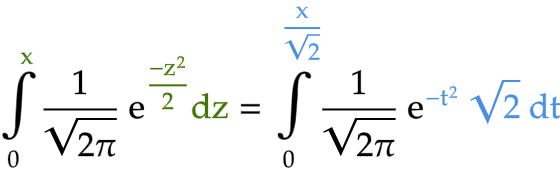 ∫₀ˣ 1/√2π e^(−z²/2) dz = ∫₀^(x/√2) 1/√2π e^(−t²) √2 dt